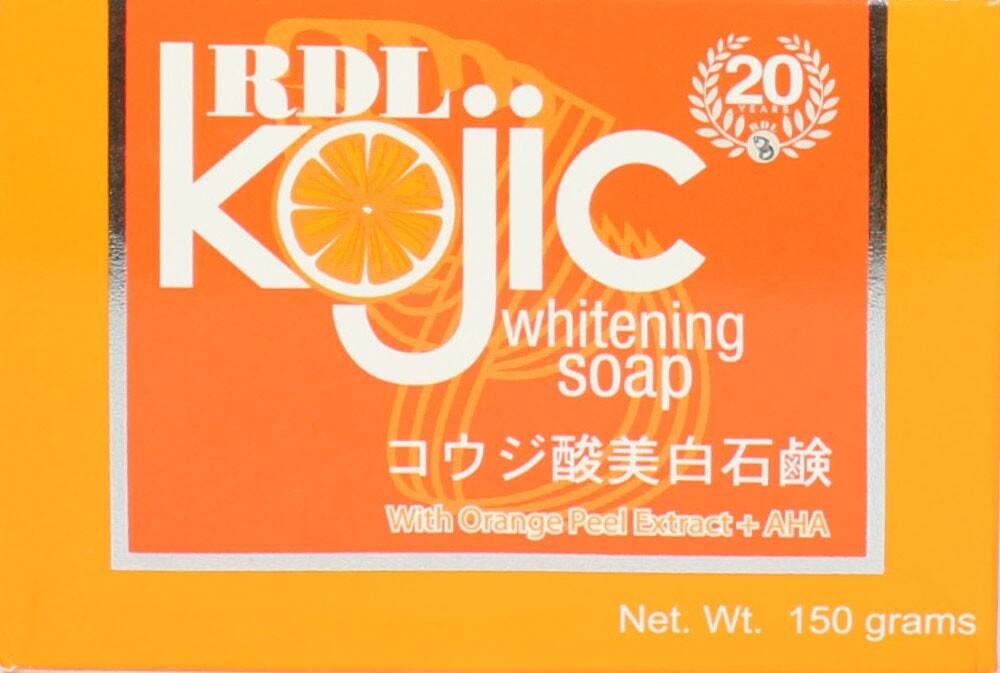 RDL
kojic
20
YEARS
RDL
whitening
soap
コウジ酸美白石鹸
With Orange Peel Extract + AHA
Net. Wt. 150 grams